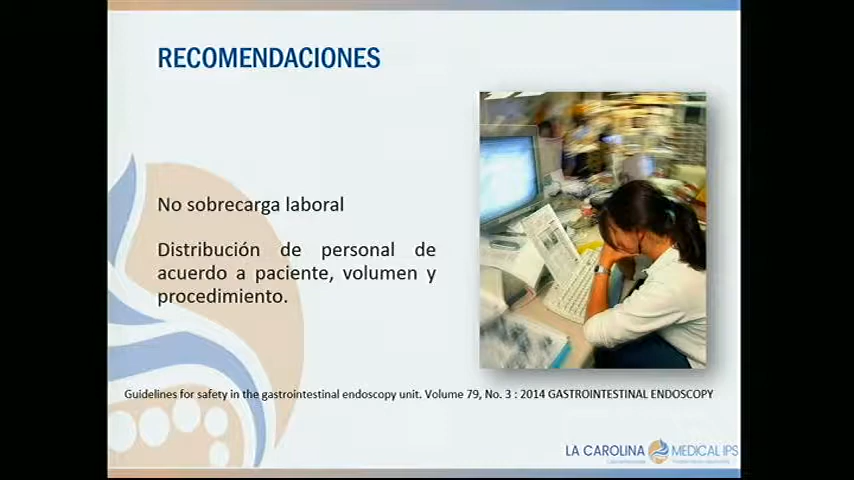 RECOMENDACIONES
No sobrecarga laboral
Distribución de personal de
acuerdo a paciente, volumen y
procedimiento.
Guidelines for safety in the gastrointestinal endoscopy unit. Volume 79, No. 3 : 2014 GASTROINTESTINAL ENDOSCOPY
LA CAROLINA MEDICAL IPS